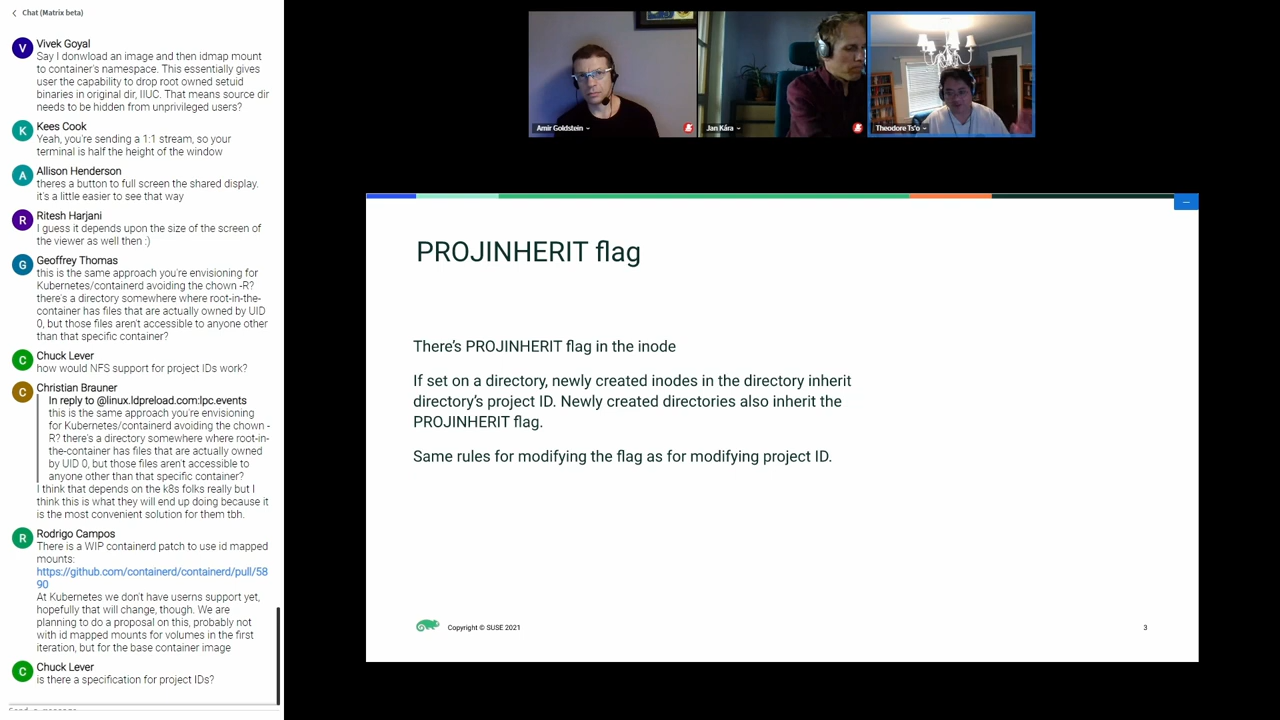 Chat (Matrix beta)
V
Vivek Goyal
Say I donwload an image and then idmap mount
to container's namespace. This essentially gives
user the capability to drop root owned setuid
binaries in original dir, IIUC. That means source dir
needs to be hidden from unprivileged users?
K
Kees Cook
Yeah, you're sending a 1:1 stream, so your
terminal is half the height of the window
A
Allison Henderson
theres a button to full screen the shared display.
it's a little easier to see that way
R
Ritesh Harjani
I guess it depends upon the size of the screen of
the viewer as well then :)
G
Geoffrey Thomas
this is the same approach you're envisioning for
Kubernetes/containerd avoiding the chown -R?
there's a directory somewhere where root-in-the-
container has files that are actually owned by UID
0, but those files aren't accessible to anyone other
than that specific container?
C
Chuck Lever
how would NFS support for project IDs work?
C
Christian Brauner
In reply to @linux.ldpreload.com:lpc.events
this is the same approach you're envisioning
for Kubernetes/containerd avoiding the chown -
R? there's a directory somewhere where root-in-
the-container has files that are actually owned
by UID 0, but those files aren't accessible to
anyone other than that specific container?
I think that depends on the k8s folks really but I
think this is what they will end up doing because it
is the most convenient solution for them tbh.
R
Rodrigo Campos
There is a WIP containerd patch to use id mapped
mounts:
https://github.com/containerd/containerd/pull/58
90
At Kubernetes we don't have userns support yet,
hopefully that will change, though. We are
planning to do a proposal on this, probably not
with id mapped mounts for volumes in the first
iteration, but for the base container image
C
Chuck Lever
is there a specification for project IDs?
Send a message
Amir Goldstein
Jan Kára
Theodore Ts'o
PROJINHERIT flag
There's PROJINHERIT flag in the inode
If set on a directory, newly created inodes in the directory inherit
directory's project ID. Newly created directories also inherit the
PROJINHERIT flag.
Same rules for modifying the flag as for modifying project ID.
Copyright © SUSE 2021
3